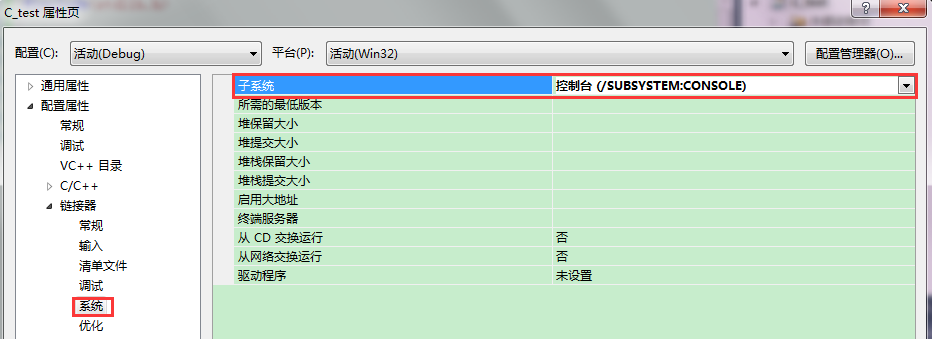 C_test 属性页
配置(C): 活动(Debug) 平台(P): 活动(Win32) 配置管理器(O)...
通用属性
配置属性
常规
调试
VC++ 目录
C/C++
链接器
常规
输入
清单文件
调试
系统
优化
子系统 控制台 (/SUBSYSTEM:CONSOLE)
所需的最低版本
堆保留大小
堆提交大小
堆栈保留大小
堆栈提交大小
启用大地址
终端服务器
从 CD 交换运行 否
从网络交换运行 否
驱动程序 未设置